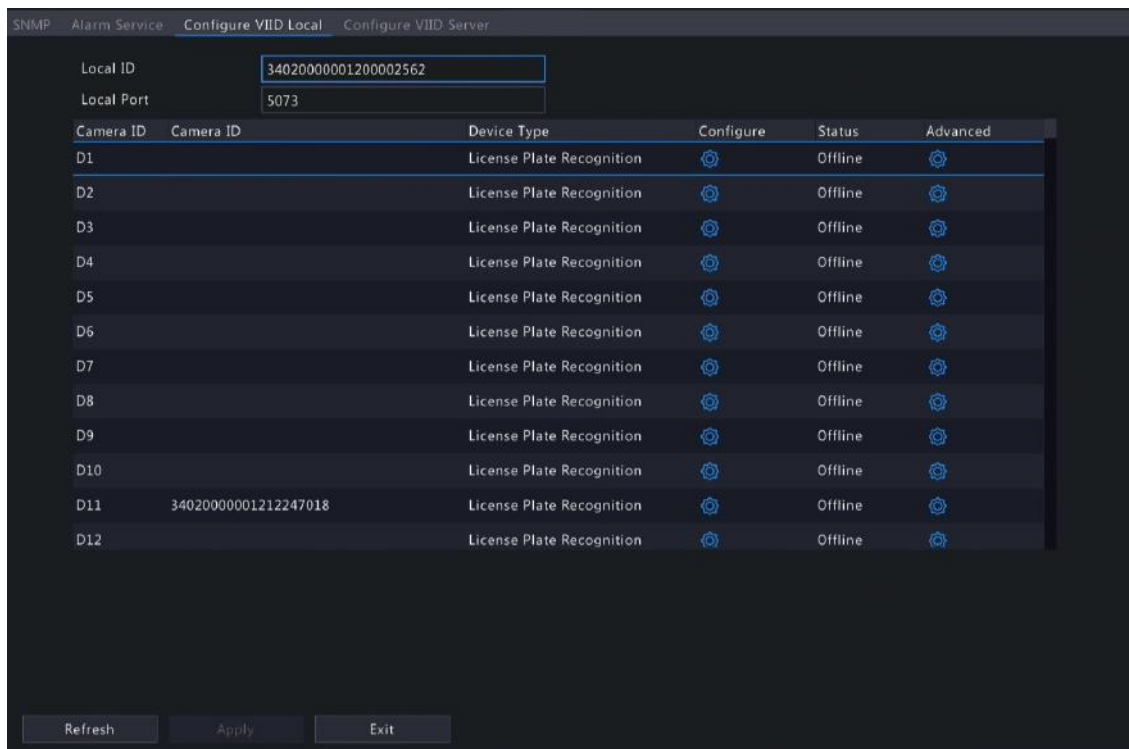 SNMP Alarm Service Configure VIID Local Configure VIID Server
Local ID 34020000001200002562
Local Port 5073
Camera ID Camera ID Device Type Configure Status Advanced
D1 License Plate Recognition Offline
D2 License Plate Recognition Offline
D3 License Plate Recognition Offline
D4 License Plate Recognition Offline
D5 License Plate Recognition Offline
D6 License Plate Recognition Offline
D7 License Plate Recognition Offline
D8 License Plate Recognition Offline
D9 License Plate Recognition Offline
D10 License Plate Recognition Offline
D11 34020000001212247018 License Plate Recognition Offline
D12 License Plate Recognition Offline
Refresh Apply Exit